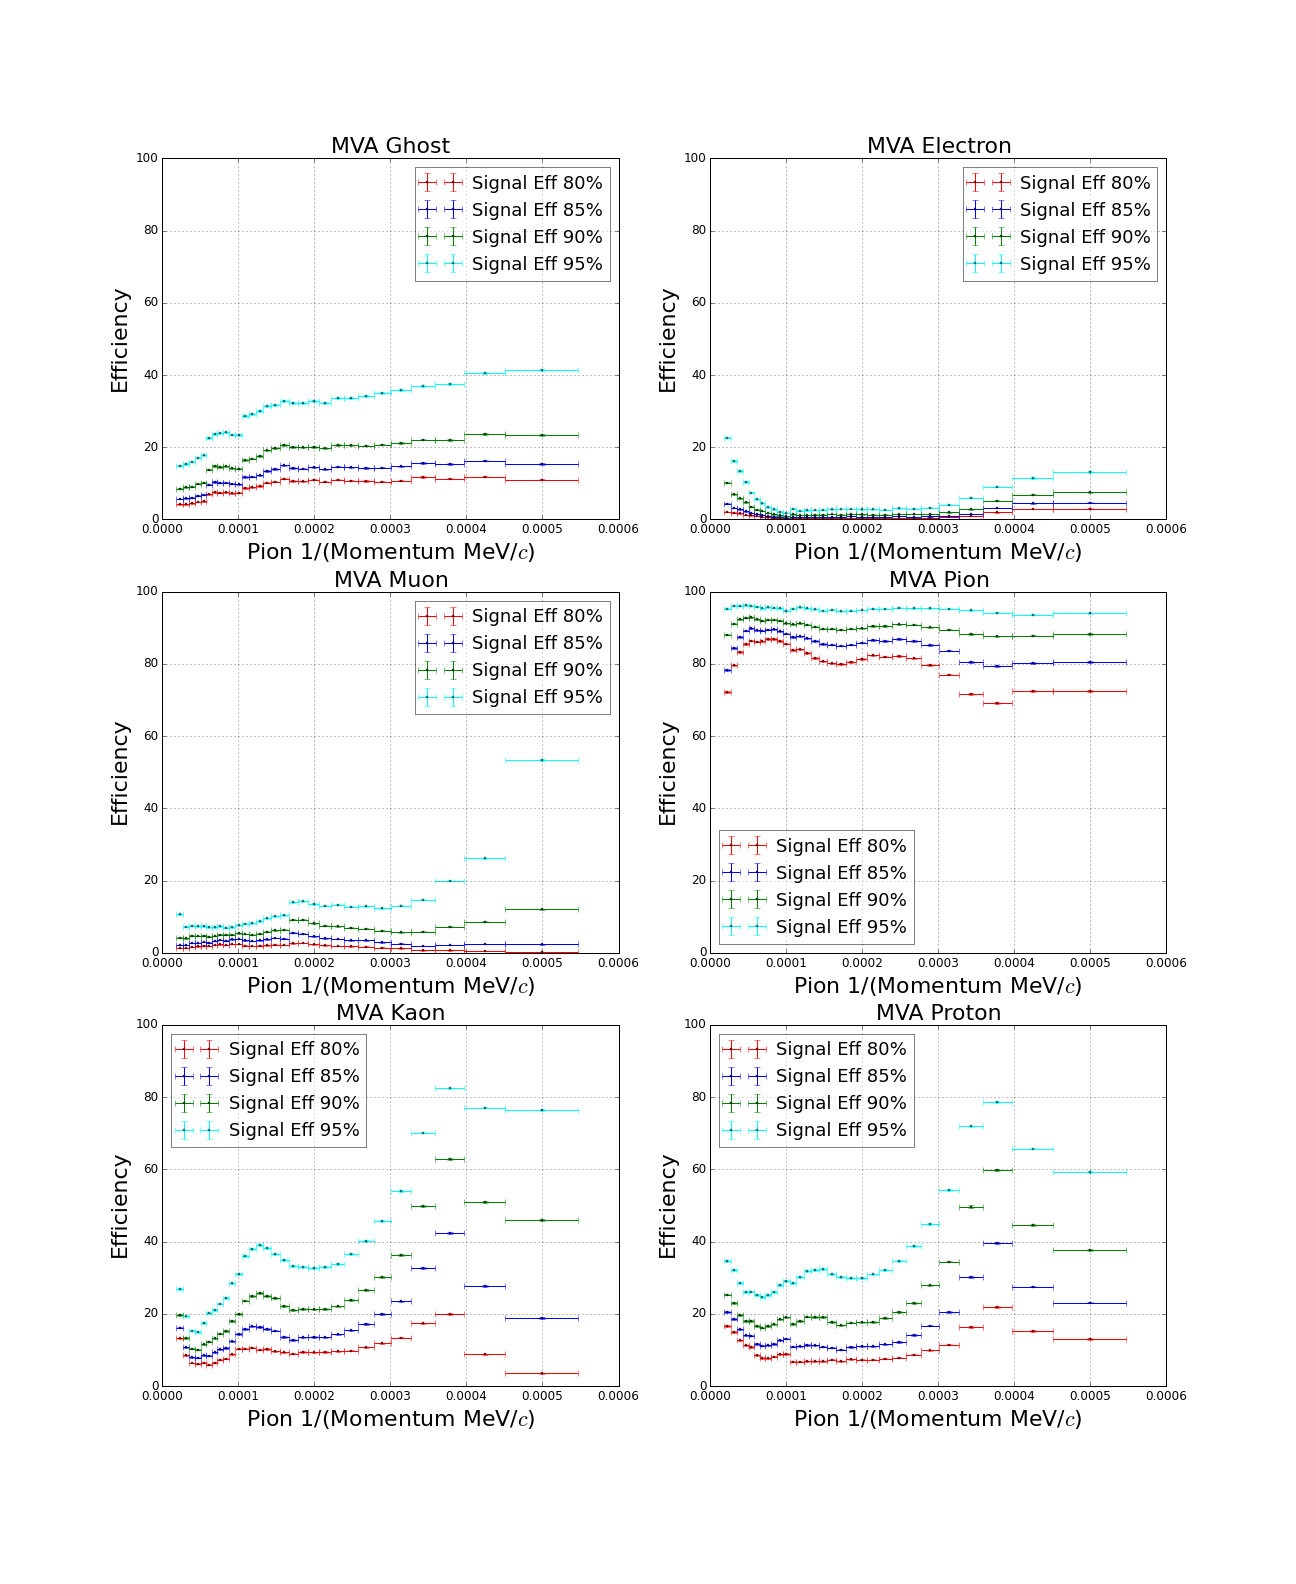 MVA Ghost
100
80
60
40
20
0
Efficiency
Signal Eff 80%
Signal Eff 85%
Signal Eff 90%
Signal Eff 95%
0.0000 0.0001 0.0002 0.0003 0.0004 0.0005 0.0006
Pion 1/(Momentum MeV/c)
MVA Electron
100
80
60
40
20
0
Efficiency
Signal Eff 80%
Signal Eff 85%
Signal Eff 90%
Signal Eff 95%
0.0000 0.0001 0.0002 0.0003 0.0004 0.0005 0.0006
Pion 1/(Momentum MeV/c)
MVA Muon
100
80
60
40
20
0
Efficiency
Signal Eff 80%
Signal Eff 85%
Signal Eff 90%
Signal Eff 95%
0.0000 0.0001 0.0002 0.0003 0.0004 0.0005 0.0006
Pion 1/(Momentum MeV/c)
MVA Pion
100
80
60
40
20
0
Efficiency
Signal Eff 80%
Signal Eff 85%
Signal Eff 90%
Signal Eff 95%
0.0000 0.0001 0.0002 0.0003 0.0004 0.0005 0.0006
Pion 1/(Momentum MeV/c)
MVA Kaon
100
80
60
40
20
0
Efficiency
Signal Eff 80%
Signal Eff 85%
Signal Eff 90%
Signal Eff 95%
0.0000 0.0001 0.0002 0.0003 0.0004 0.0005 0.0006
Pion 1/(Momentum MeV/c)
MVA Proton
100
80
60
40
20
0
Efficiency
Signal Eff 80%
Signal Eff 85%
Signal Eff 90%
Signal Eff 95%
0.0000 0.0001 0.0002 0.0003 0.0004 0.0005 0.0006
Pion 1/(Momentum MeV/c)